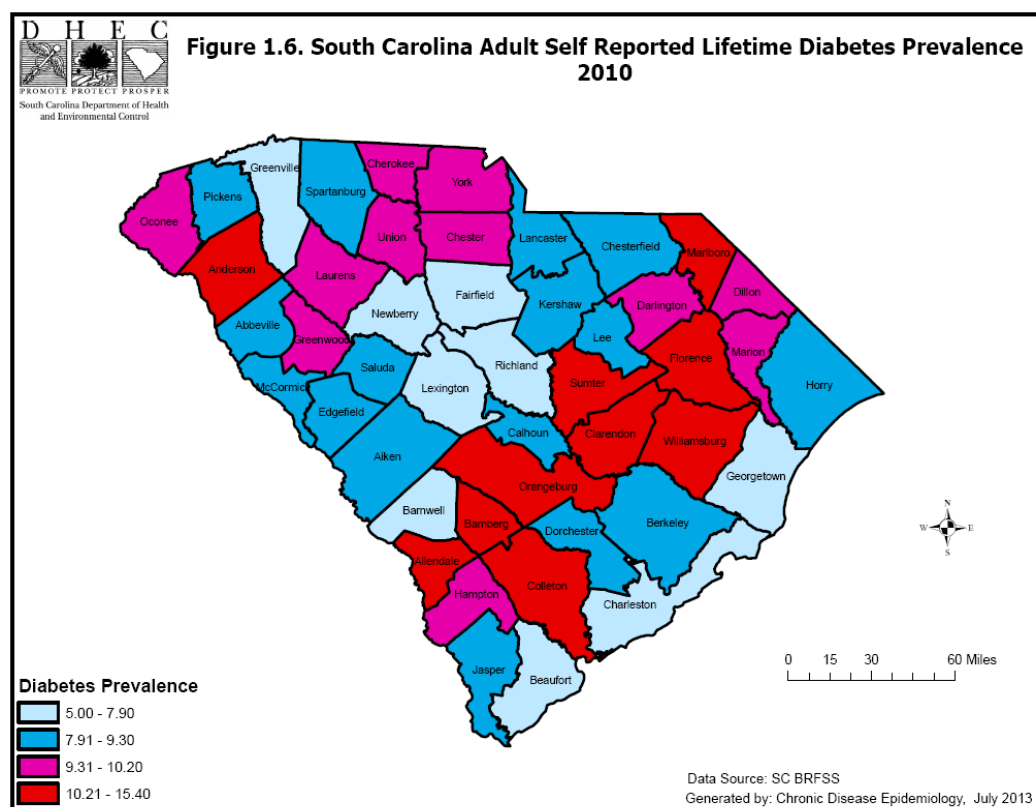 D H E C
PROMOTE PROTECT PROSPER
South Carolina Department of Health
and Environmental Control
Figure 1.6. South Carolina Adult Self Reported Lifetime Diabetes Prevalence
2010
Greenville
Cherokee
York
Pickens
Spartanburg
Oconee
Union
Chester
Lancaster
Chesterfield
Marlboro
Anderson
Laurens
Fairfield
Kershaw
Darlington
Dillon
Newberry
Abbeville
Greenwood
Lee
Florence
Marion
Saluda
Richland
McCormick
Lexington
Sumter
Horry
Edgefield
Calhoun
Clarendon
Williamsburg
Aiken
Georgetown
Orangeburg
Barnwell
Bamberg
Dorchester
Berkeley
Allendale
Colleton
Hampton
Charleston
Jasper
Beaufort
N
W E
S
0 15 30 60 Miles
Diabetes Prevalence
5.00 - 7.90
7.91 - 9.30
9.31 - 10.20
10.21 - 15.40
Data Source: SC BRFSS
Generated by: Chronic Disease Epidemiology, July 2013